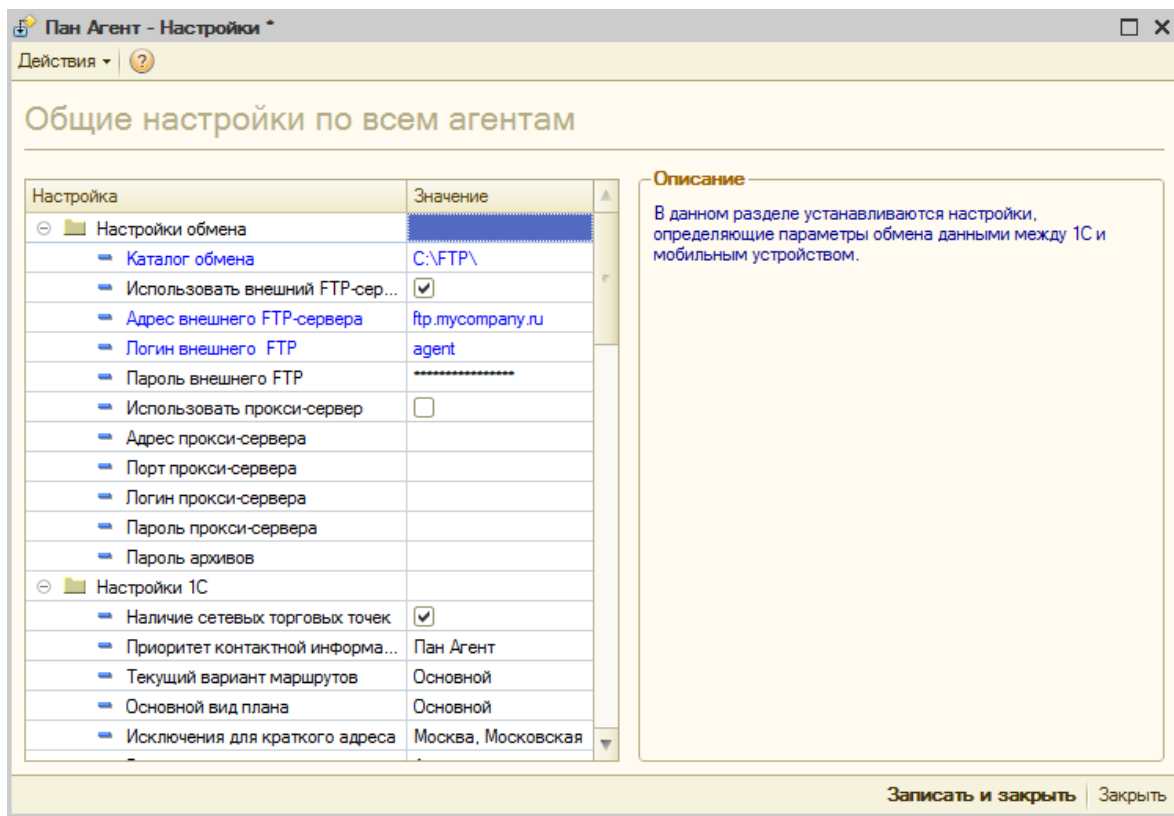 Пан Агент - Настройки *
Действия
Общие настройки по всем агентам
Настройка Значение
Настройки обмена
Каталог обмена C:\FTP\
Использовать внешний FTP-сер...
Адрес внешнего FTP-сервера ftp.mycompany.ru
Логин внешнего FTP agent
Пароль внешнего FTP ****************
Использовать прокси-сервер
Адрес прокси-сервера
Порт прокси-сервера
Логин прокси-сервера
Пароль прокси-сервера
Пароль архивов
Настройки 1С
Наличие сетевых торговых точек
Приоритет контактной информа... Пан Агент
Текущий вариант маршрутов Основной
Основной вид плана Основной
Исключения для краткого адреса Москва, Московская
Описание
В данном разделе устанавливаются настройки,
определяющие параметры обмена данными между 1С и
мобильным устройством.
Записать и закрыть Закрыть